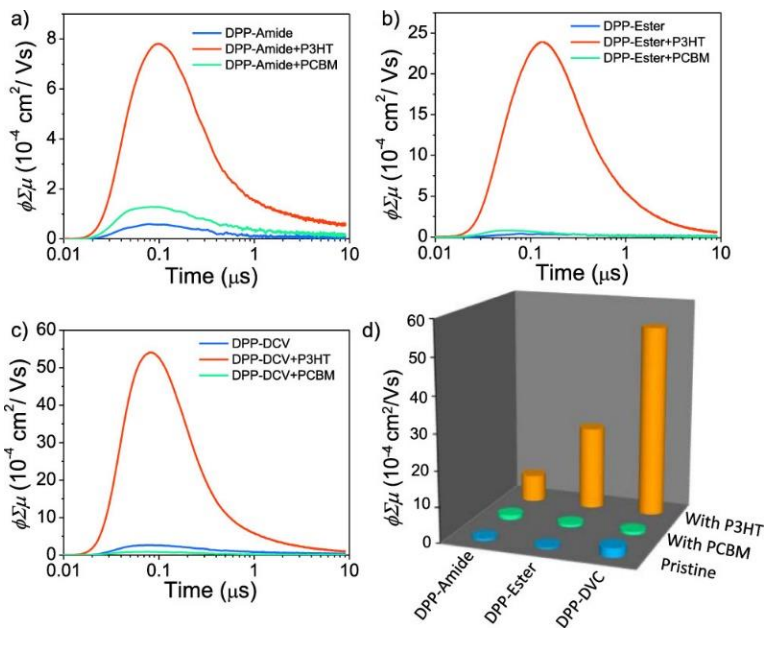 a)
DPP-Amide
DPP-Amide+P3HT
DPP-Amide+PCBM
8
6
4
2
0
0.01 0.1 1 10
ϕΣμ (10⁻⁴ cm²/ Vs)
Time (μs)
b)
DPP-Ester
DPP-Ester+P3HT
DPP-Ester+PCBM
25
20
15
10
5
0
0.01 0.1 1 10
ϕΣμ (10⁻⁴ cm²/ Vs)
Time (μs)
c)
DPP-DCV
DPP-DCV+P3HT
DPP-DCV+PCBM
60
50
40
30
20
10
0
0.01 0.1 1 10
ϕΣμ (10⁻⁴ cm²/ Vs)
Time (μs)
d)
60
50
40
30
20
10
0
ϕΣμ (10⁻⁴ cm²/Vs)
With P3HT
With PCBM
Pristine
DPP-Amide
DPP-Ester
DPP-DVC